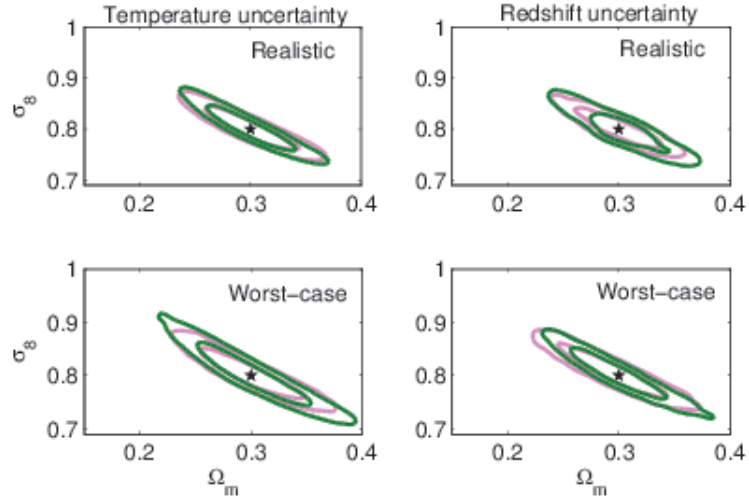 Temperature uncertainty Redshift uncertainty
Realistic Realistic
1 1
0.9 0.9
σ8
0.8 0.8
0.7 0.7
0.2 0.3 0.4 0.2 0.3 0.4
1 1
Worst-case Worst-case
0.9 0.9
σ8
0.8 0.8
0.7 0.7
0.2 0.3 0.4 0.2 0.3 0.4
Ωm Ωm